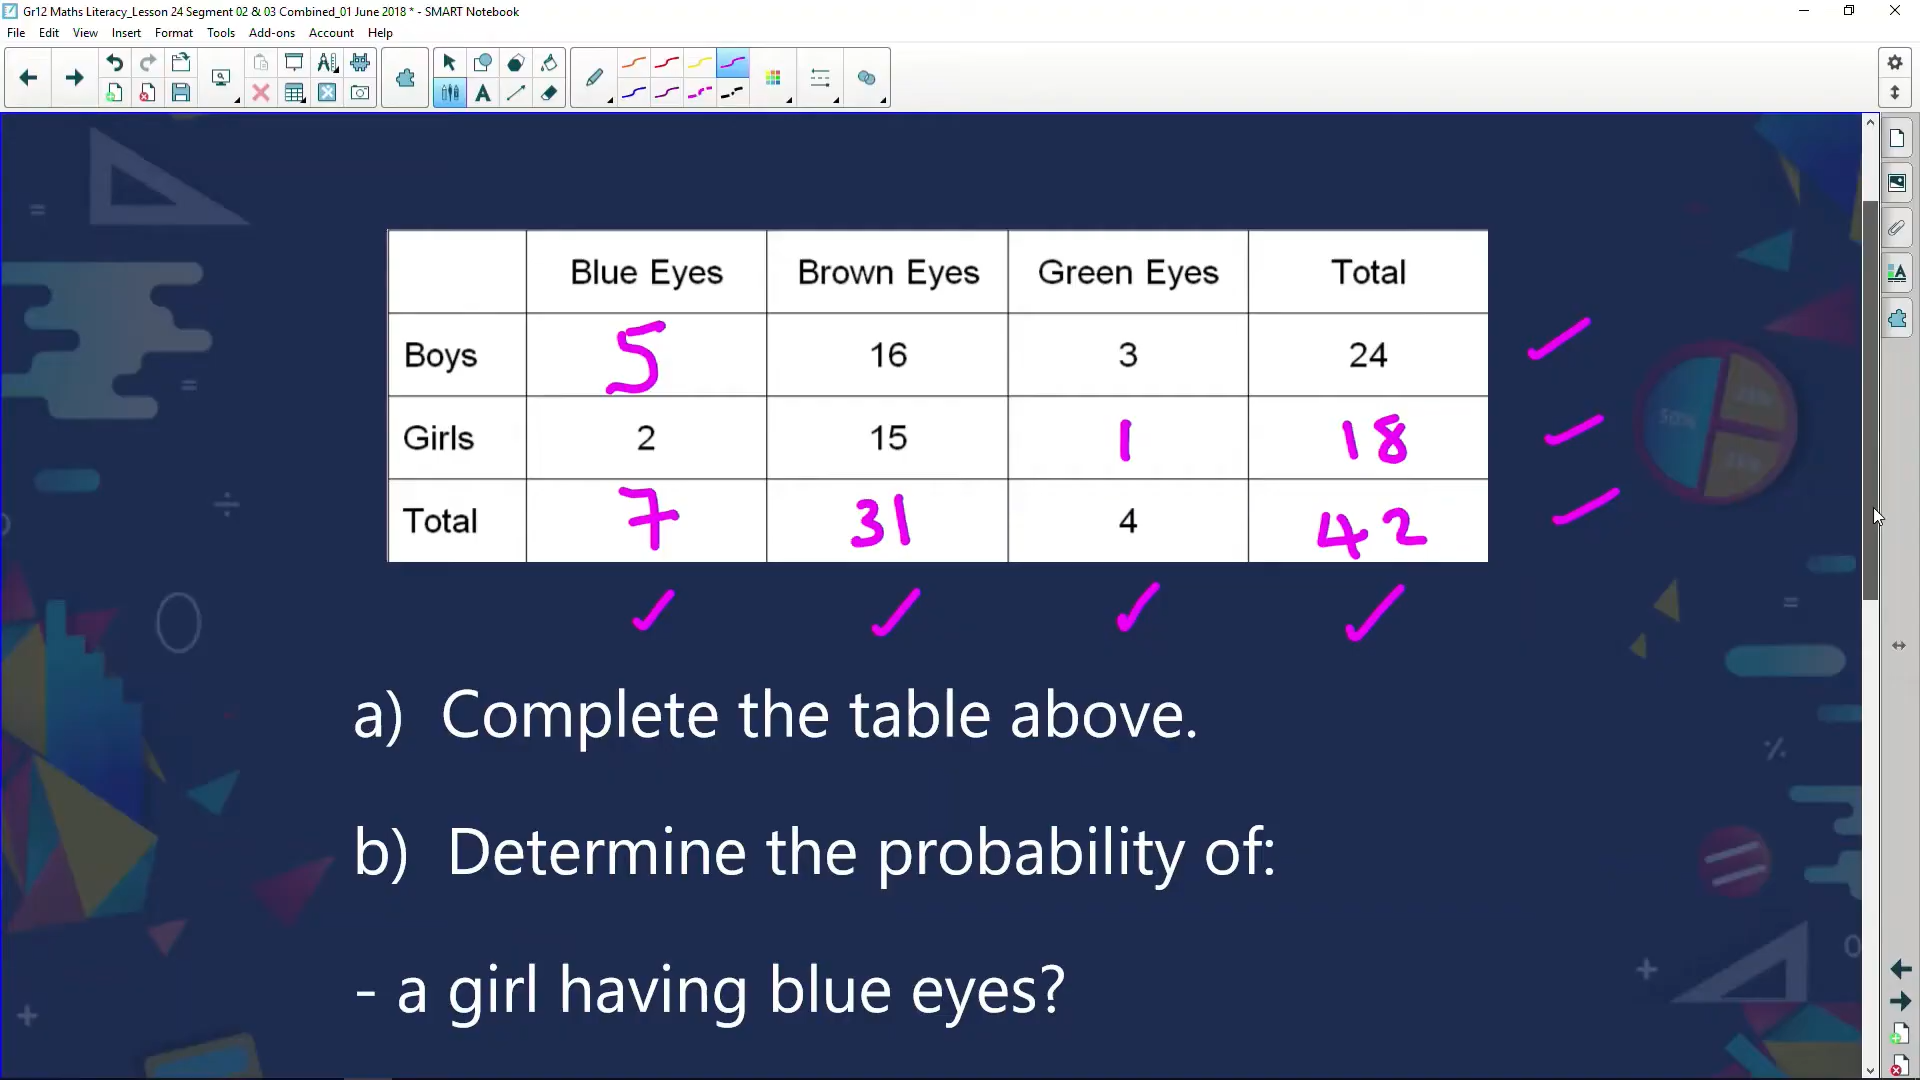 Gr12 Maths Literacy_Lesson 24 Segment 02 & 03 Combined_01 June 2018 * - SMART Notebook
File Edit View Insert Format Tools Add-ons Account Help
Blue Eyes Brown Eyes Green Eyes Total
Boys 5 16 3 24
Girls 2 15 1 18
Total 7 31 4 42
50%
a) Complete the table above.
b) Determine the probability of:
- a girl having blue eyes?